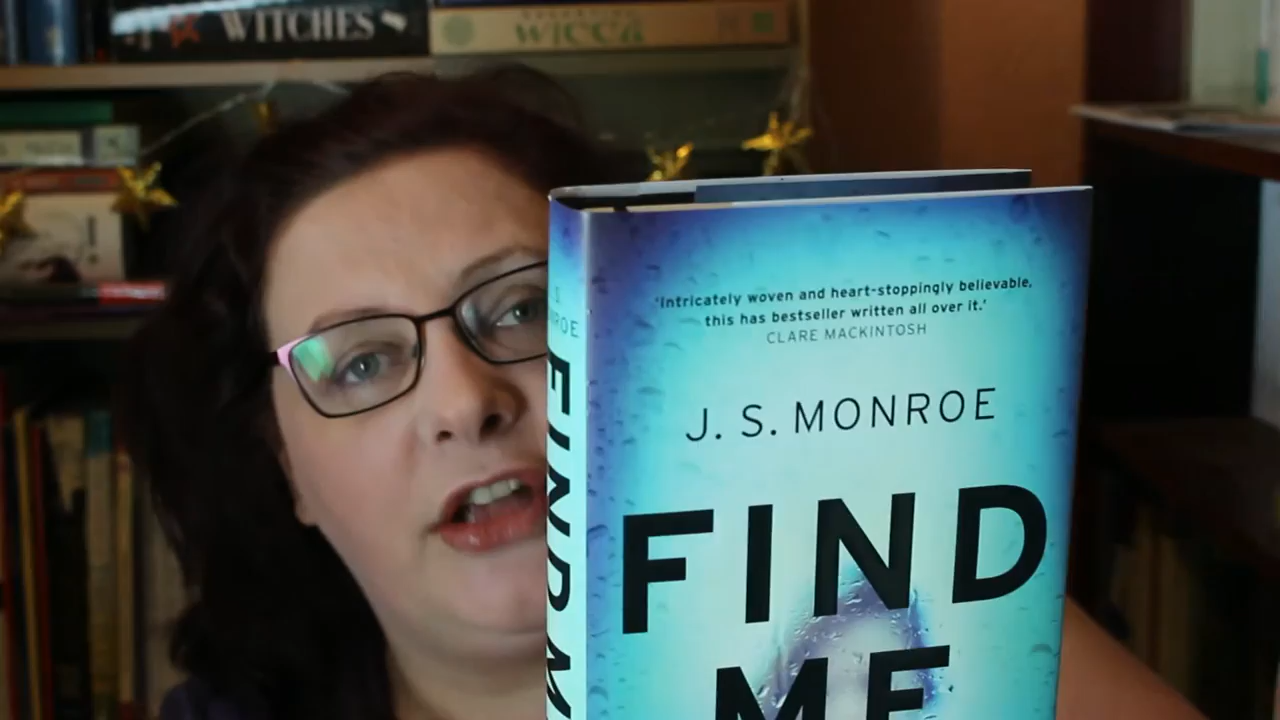 WITCHES
wicca
'Intricately woven and heart-stoppingly believable,
this has bestseller written all over it.'
CLARE MACKINTOSH
J. S. MONROE
FIND
ME
FIND M